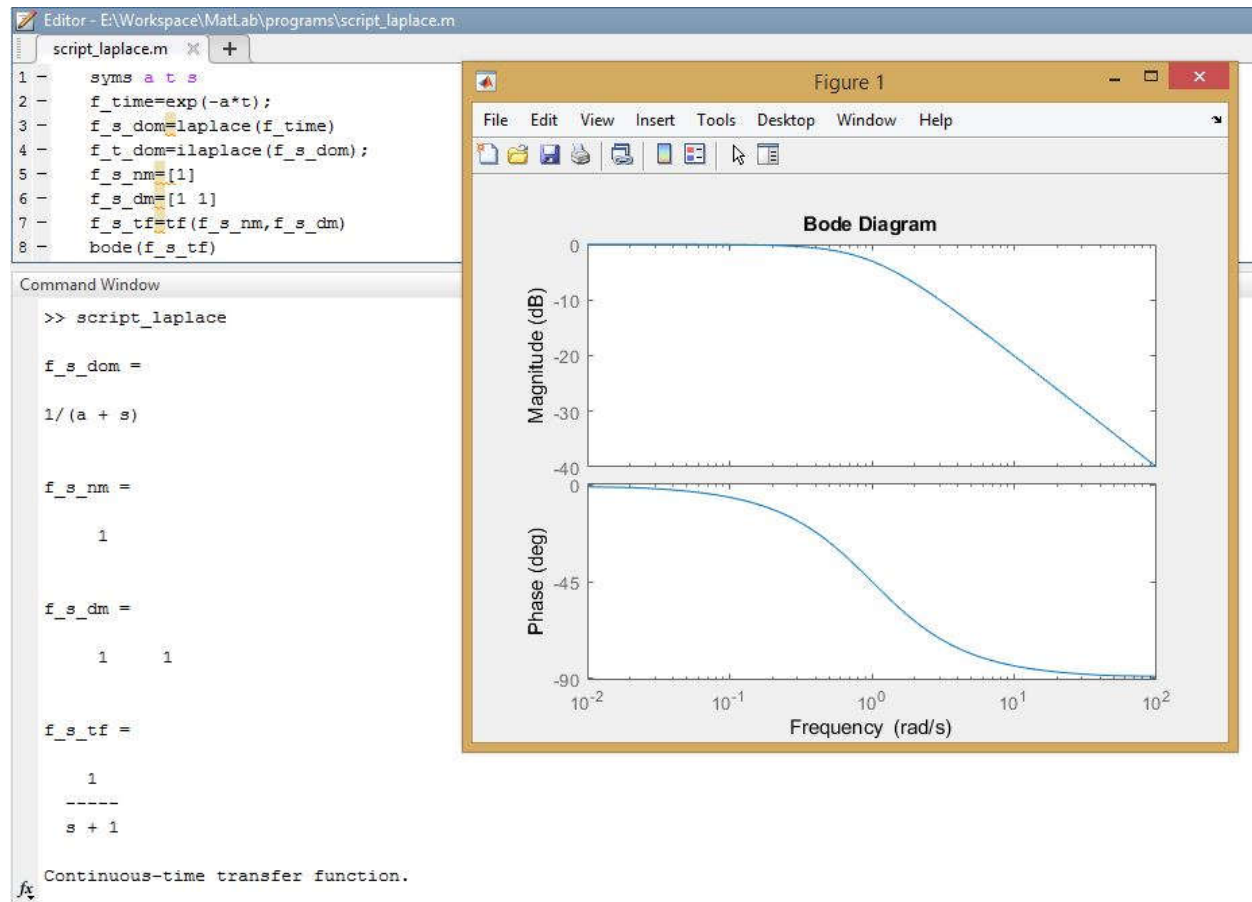 Editor - E:\Workspace\MatLab\programs\script_laplace.m
script_laplace.m
+
1 - syms a t s
2 - f_time=exp(-a*t);
3 - f_s_dom=laplace(f_time)
4 - f_t_dom=ilaplace(f_s_dom);
5 - f_s_nm=[1]
6 - f_s_dm=[1 1]
7 - f_s_tf=tf(f_s_nm,f_s_dm)
8 - bode(f_s_tf)
Command Window
>> script_laplace
f_s_dom =
1/(a + s)
f_s_nm =
1
f_s_dm =
1 1
f_s_tf =
1
-----
s + 1
Continuous-time transfer function.
fx
Figure 1
File Edit View Insert Tools Desktop Window Help
Bode Diagram
Magnitude (dB)
0
-10
-20
-30
-40
Phase (deg)
0
-45
-90
10^-2 10^-1 10^0 10^1 10^2
Frequency (rad/s)